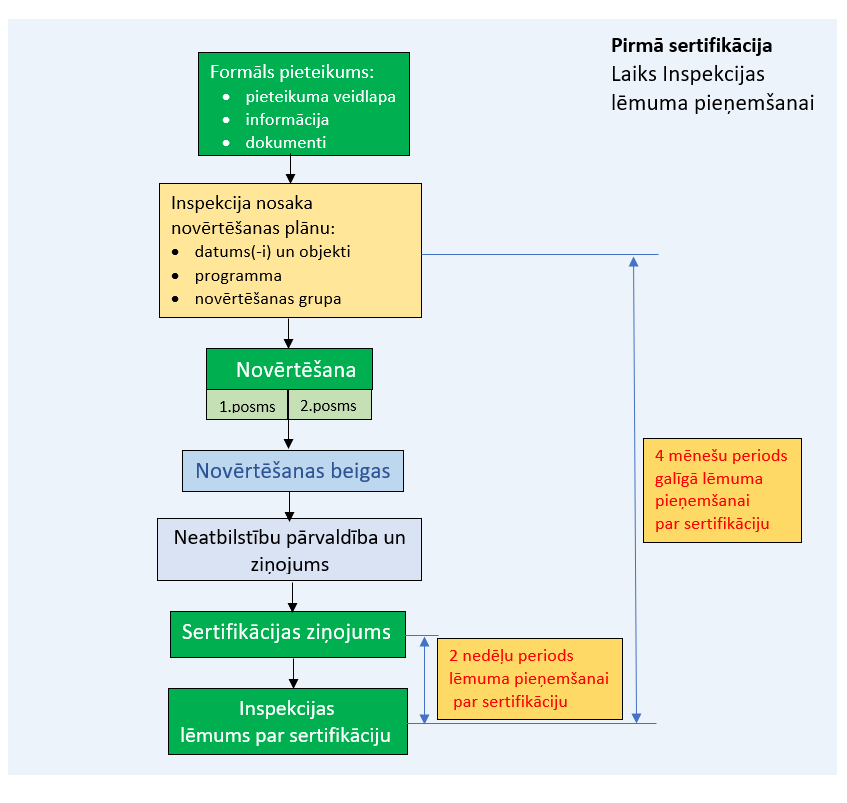 Pirmā sertifikācija
Laiks Inspekcijas
lēmuma pieņemšanai
Formāls pieteikums:
• pieteikuma veidlapa
• informācija
• dokumenti
Inspekcija nosaka
novērtēšanas plānu:
• datums(-i) un objekti
• programma
• novērtēšanas grupa
Novērtēšana
1.posms
2.posms
Novērtēšanas beigas
Neatbilstību pārvaldība un
ziņojums
Sertifikācijas ziņojums
Inspekcijas
lēmums par sertifikāciju
4 mēnešu periods
galīgā lēmuma
pieņemšanai
par sertifikāciju
2 nedēļu periods
lēmuma pieņemšanai
par sertifikāciju